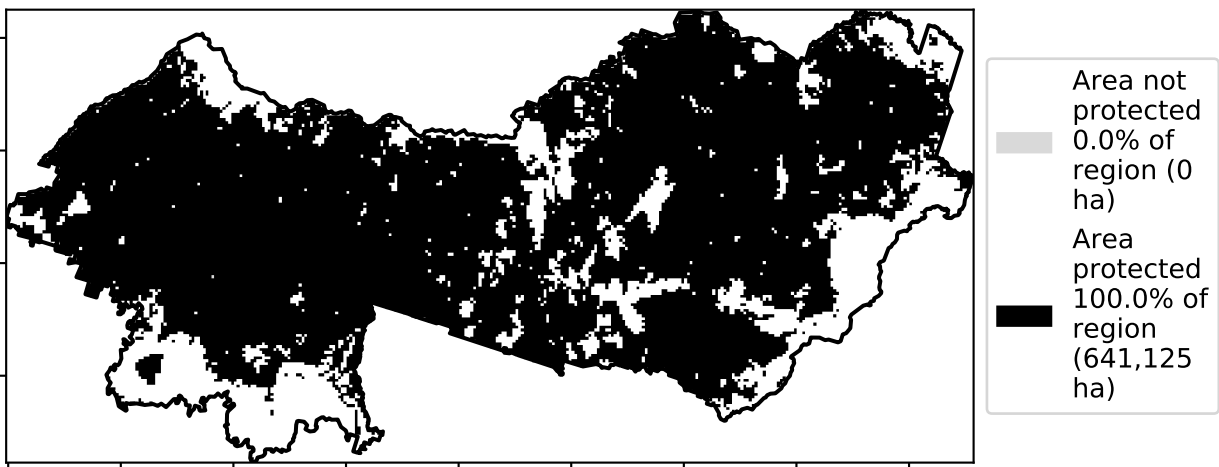 Area not
protected
0.0% of
region (0
ha)
Area
protected
100.0% of
region
(641,125
ha)